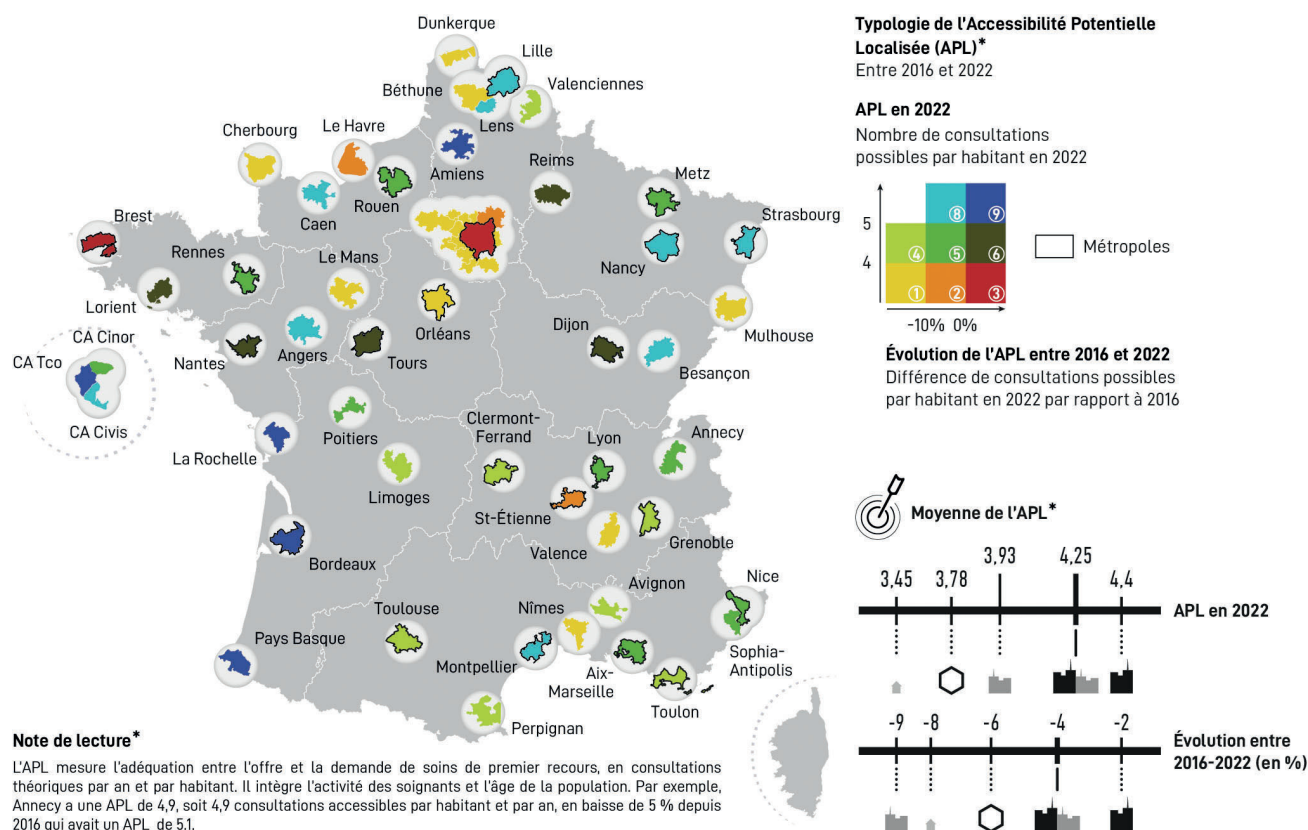 Dunkerque
Lille
Béthune
Valenciennes
Lens
Cherbourg
Le Havre
Amiens
Reims
Metz
Caen
Rouen
Strasbourg
Brest
Rennes
Le Mans
Nancy
Lorient
Orléans
Mulhouse
CA Cinor
Nantes
Angers
Tours
Dijon
Besançon
CA Tco
CA Civis
Poitiers
Clermont-
Ferrand
Lyon
Annecy
La Rochelle
Limoges
St-Étienne
Valence
Grenoble
Bordeaux
Avignon
Nice
Toulouse
Nîmes
Pays Basque
Montpellier
Aix-
Marseille
Sophia-
Antipolis
Toulon
Perpignan
Note de lecture*
L'APL mesure l'adéquation entre l'offre et la demande de soins de premier recours, en consultations
théoriques par an et par habitant. Il intègre l'activité des soignants et l'âge de la population. Par exemple,
Annecy a une APL de 4,9, soit 4,9 consultations accessibles par habitant et par an, en baisse de 5 % depuis
2016 qui avait un APL de 5.1.
Typologie de l'Accessibilité Potentielle
Localisée (APL)*
Entre 2016 et 2022
APL en 2022
Nombre de consultations
possibles par habitant en 2022
⑧ ⑨
5
④ ⑤ ⑥
4
① ② ③
-10% 0%
Métropoles
Évolution de l'APL entre 2016 et 2022
Différence de consultations possibles
par habitant en 2022 par rapport à 2016
Moyenne de l'APL*
3,45 3,78 3,93 4,25 4,4
APL en 2022
-9 -8 -6 -4 -2
Évolution entre
2016-2022 (en %)